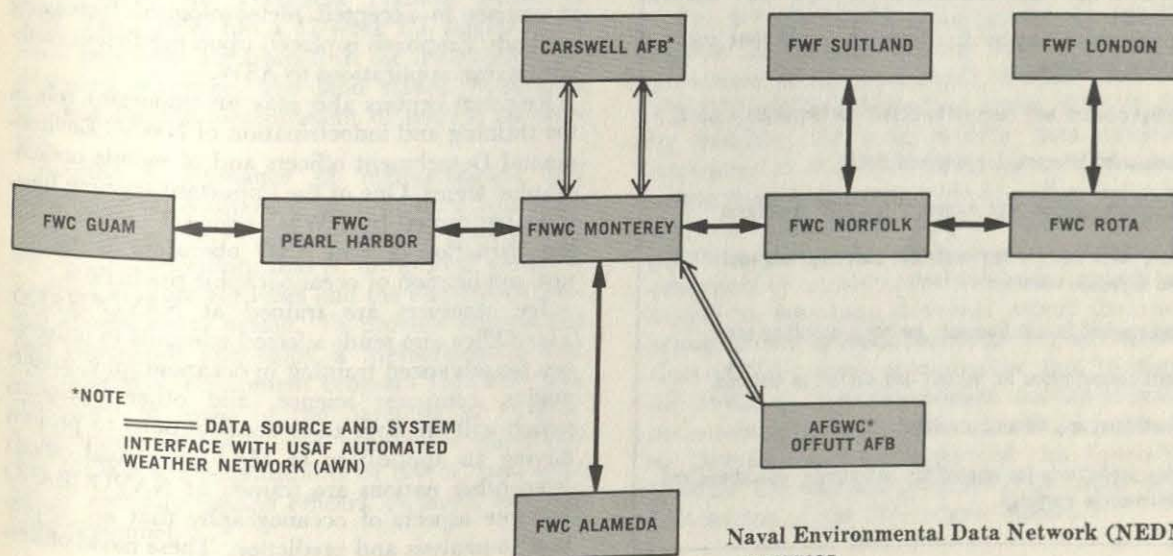 CARSWELL AFB*
FWF SUITLAND
FWF LONDON
FWC GUAM
FWC
PEARL HARBOR
FNWC MONTEREY
FWC NORFOLK
FWC ROTA
*NOTE
DATA SOURCE AND SYSTEM
INTERFACE WITH USAF AUTOMATED
WEATHER NETWORK (AWN)
AFGWC*
OFFUTT AFB
FWC ALAMEDA
Naval Environmental Data Network (NEDN